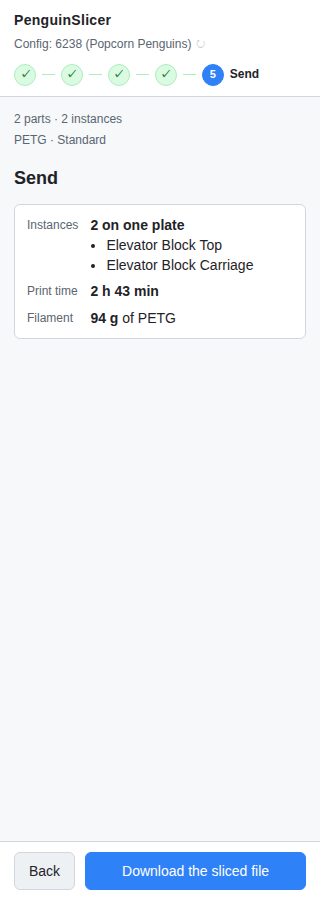 PenguinSlicer
Config: 6238 (Popcorn Penguins) ↻
✓ ✓ ✓ ✓ 5 Send
2 parts · 2 instances
PETG · Standard
Send
Instances 2 on one plate
• Elevator Block Top
• Elevator Block Carriage
Print time 2 h 43 min
Filament 94 g of PETG
Back Download the sliced file